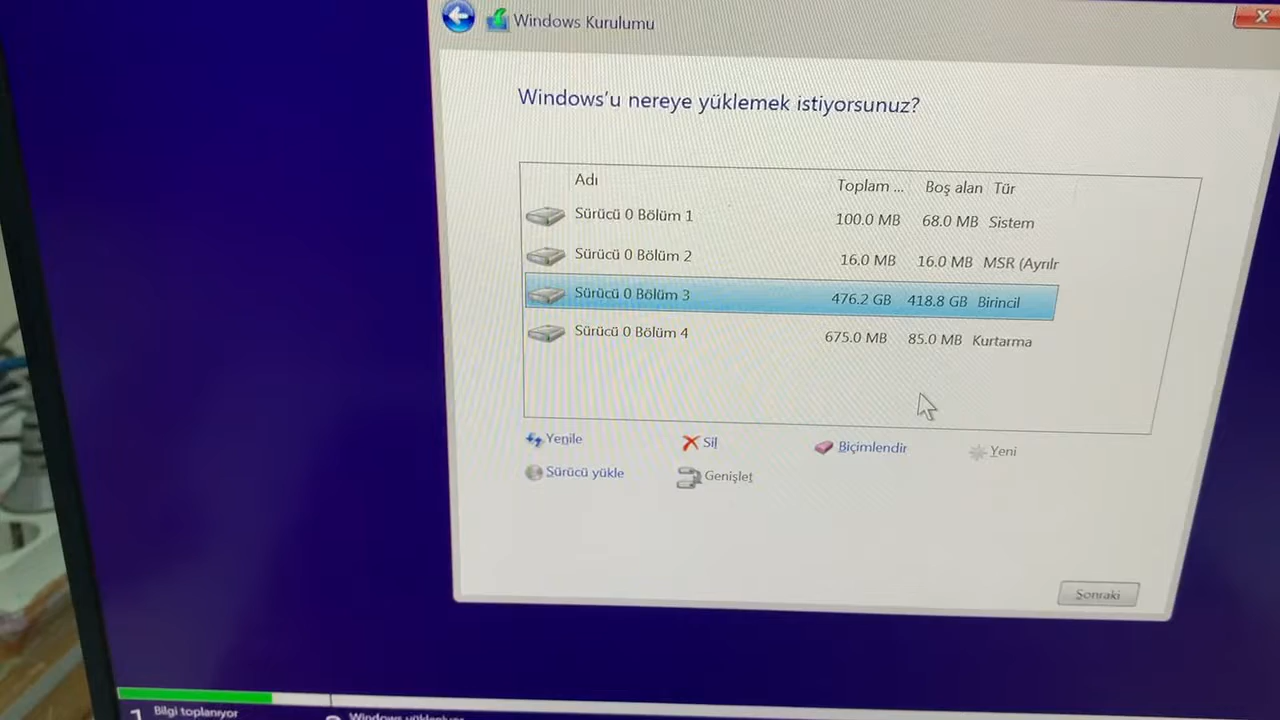 Windows Kurulumu
Windows'u nereye yüklemek istiyorsunuz?
Adı Toplam ... Boş alan Tür
Sürücü 0 Bölüm 1 100.0 MB 68.0 MB Sistem
Sürücü 0 Bölüm 2 16.0 MB 16.0 MB MSR (Ayrılr
Sürücü 0 Bölüm 3 476.2 GB 418.8 GB Birincil
Sürücü 0 Bölüm 4 675.0 MB 85.0 MB Kurtarma
Yenile Sil Biçimlendir Yeni
Sürücü yükle Genişlet
Sonraki
1 Bilgi toplanıyor Windows